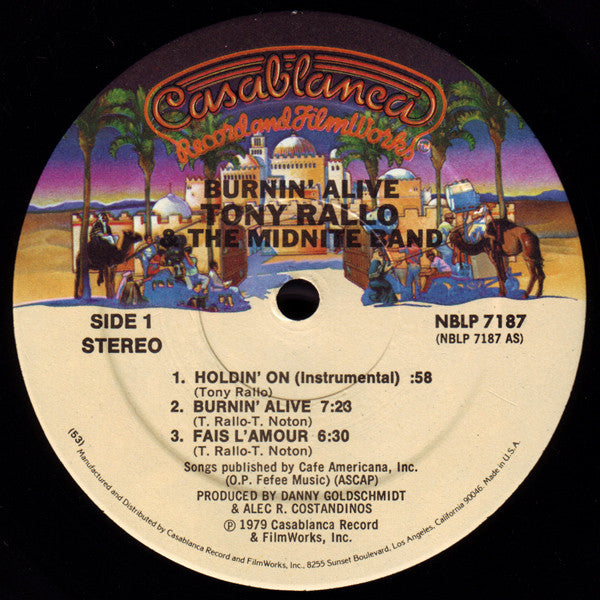 Casablanca
Record and FilmWorks™
BURNIN' ALIVE
TONY RALLO
& THE MIDNITE BAND
SIDE 1
STEREO
NBLP 7187
(NBLP 7187 AS)
1. HOLDIN' ON (Instrumental) :58
(Tony Rallo)
2. BURNIN' ALIVE 7:23
(T. Rallo-T. Noton)
3. FAIS L'AMOUR 6:30
(T. Rallo-T. Noton)
Songs published by Cafe Americana, Inc.
(O.P. Fefee Music) (ASCAP)
PRODUCED BY DANNY GOLDSCHMIDT
& ALEC R. COSTANDINOS
℗ 1979 Casablanca Record
& FilmWorks, Inc.
(53) Manufactured and Distributed by Casablanca Record and FilmWorks, Inc., 8255 Sunset Boulevard, Los Angeles, California 90046. Made in U.S.A.